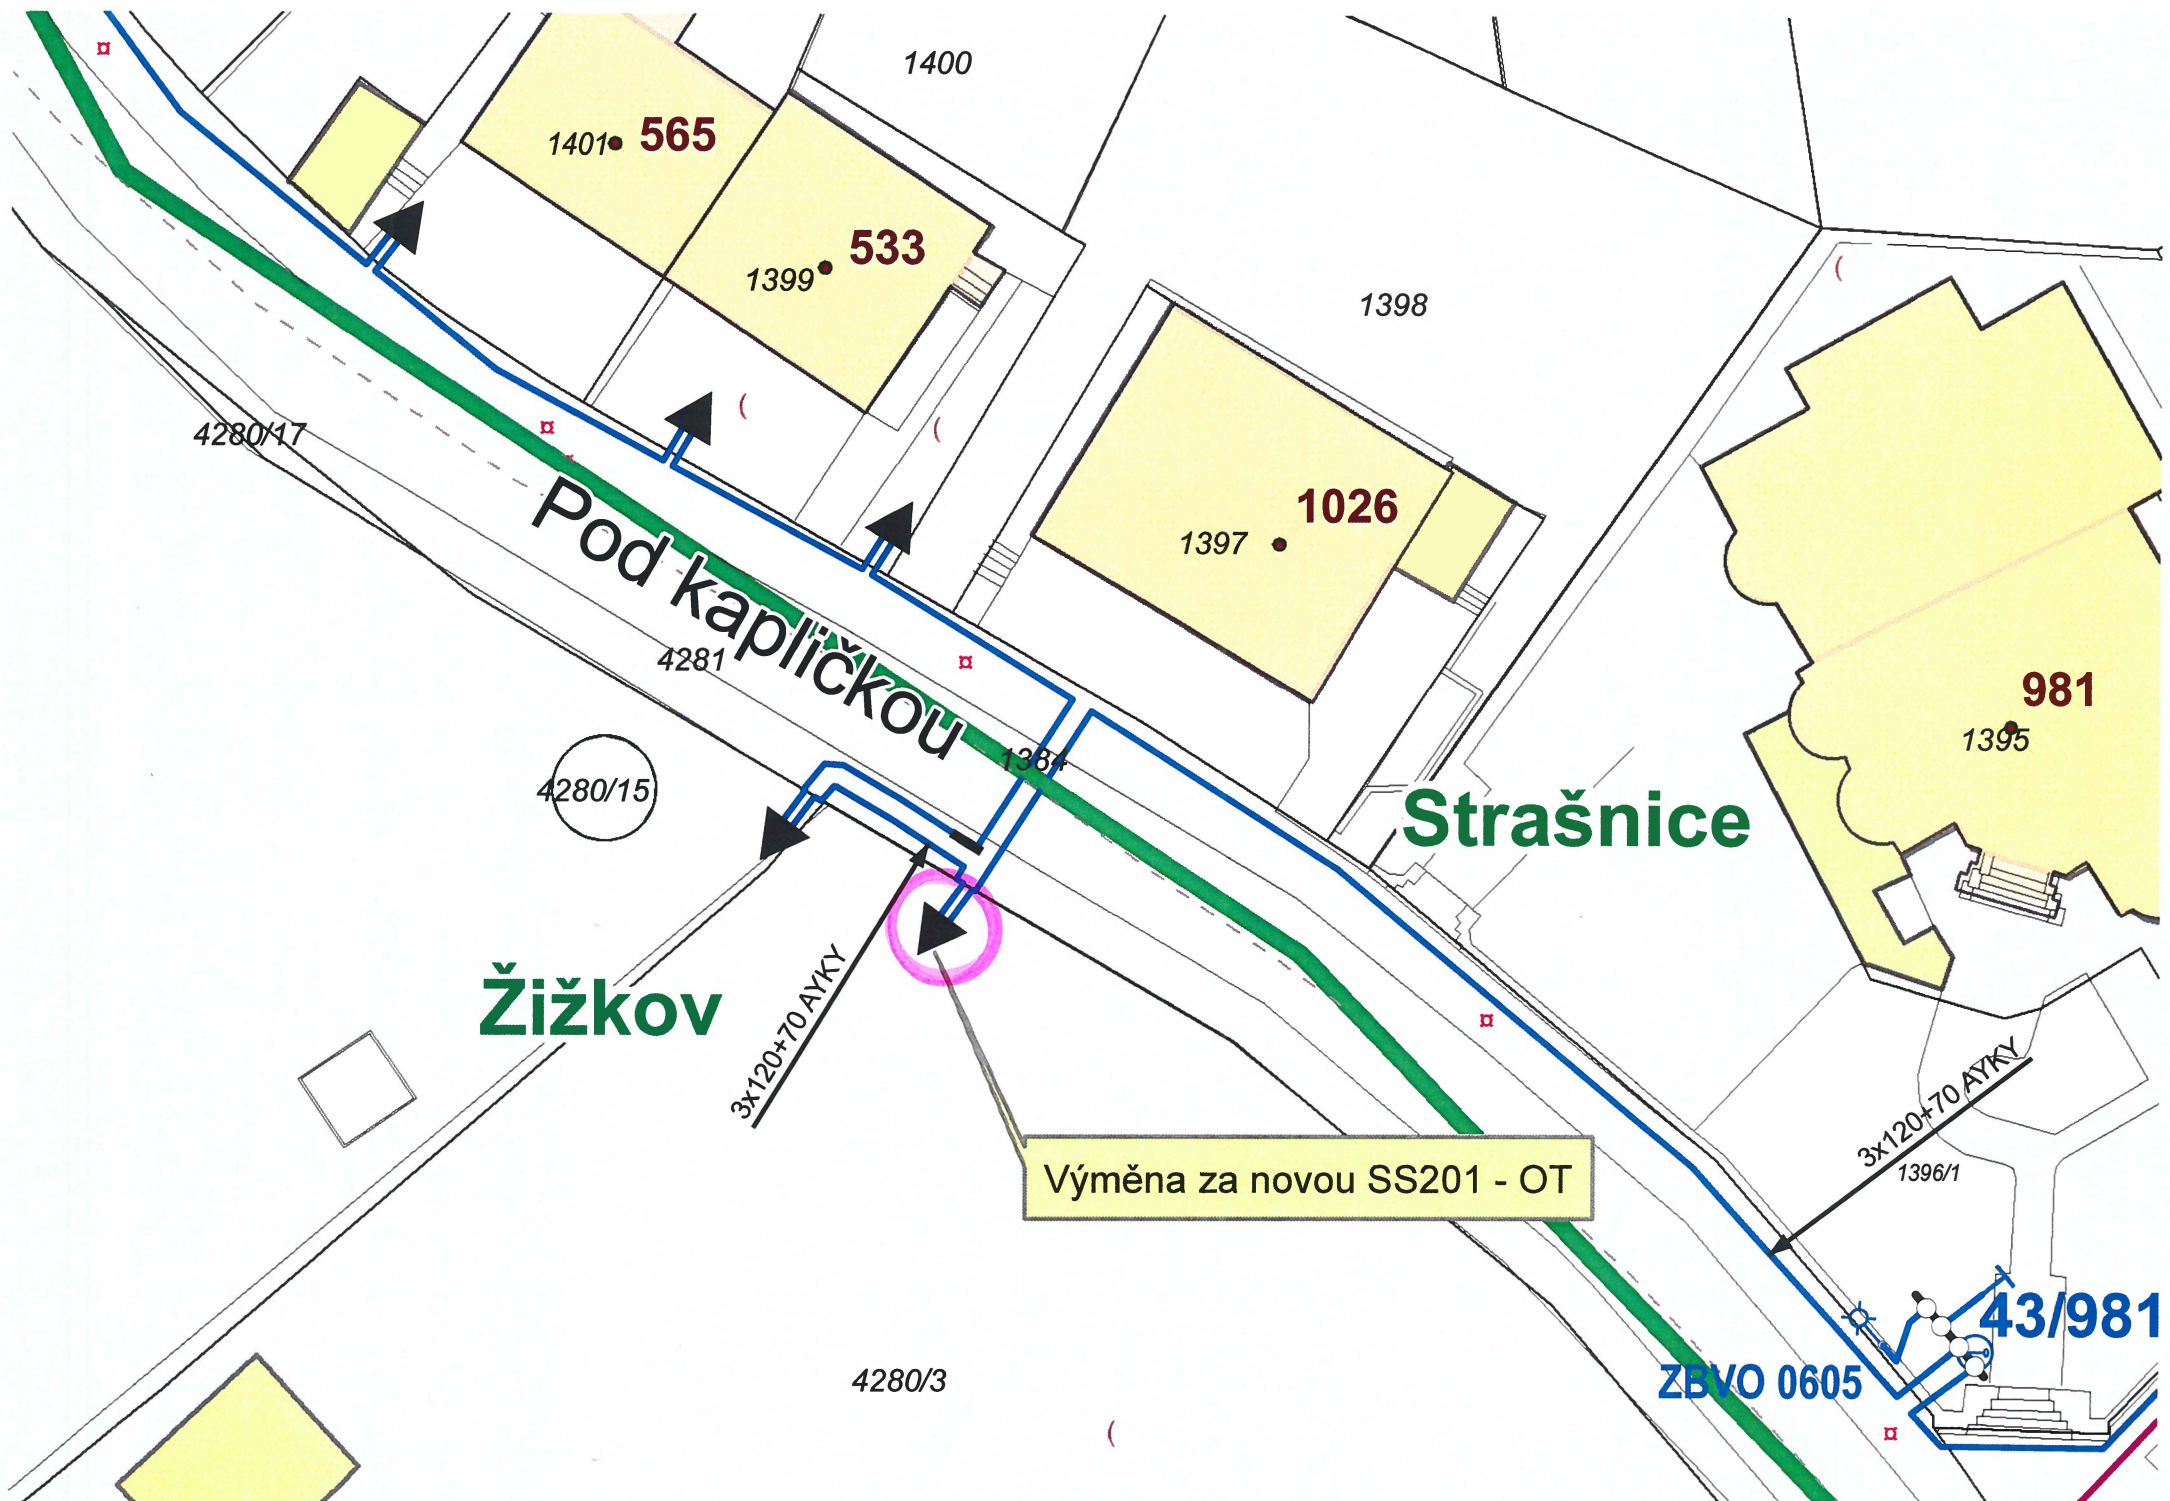 1400
1401 565
1399 533
1398
4280/17
1397 1026
Pod kapličkou
4281
981
1395
1384
4280/15
Strašnice
Žižkov
3x120+70 AYKY
3x120+70 AYKY
1396/1
Výměna za novou SS201 - OT
43/981
ZBVO 0605
4280/3